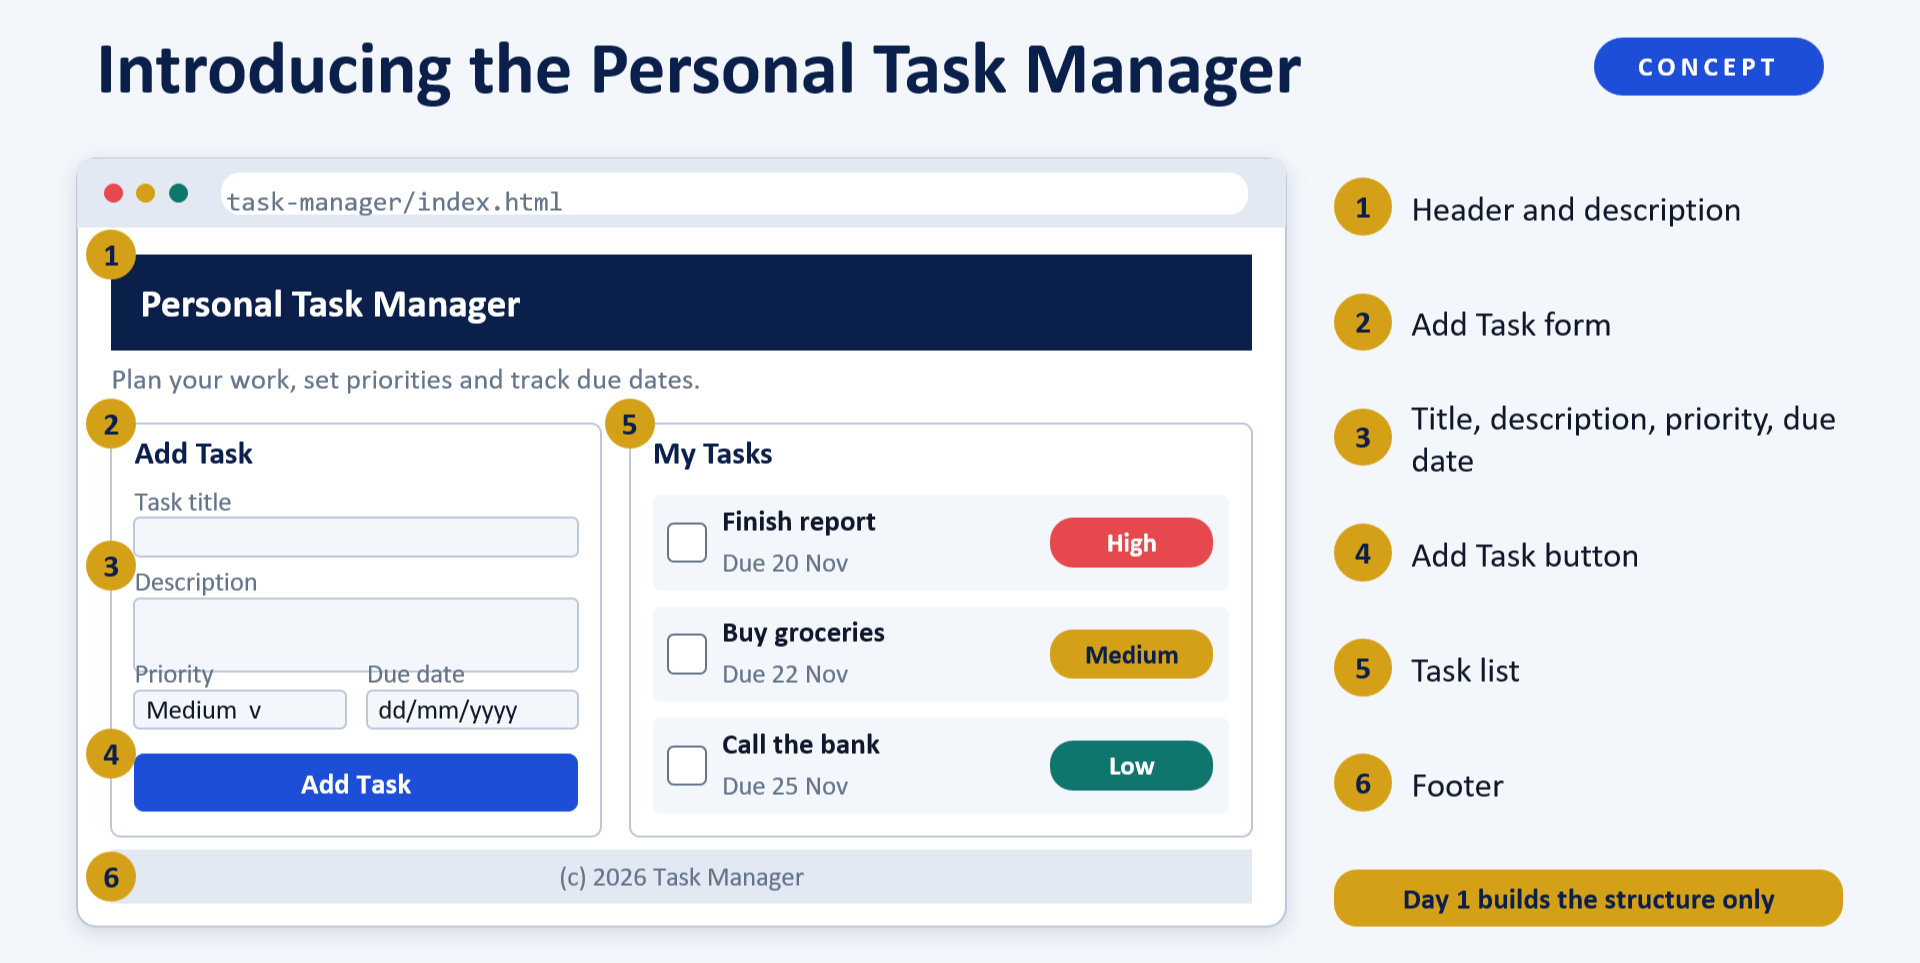 Introducing the Personal Task Manager
CONCEPT
task-manager/index.html
1
Personal Task Manager
Plan your work, set priorities and track due dates.
2
Add Task
Task title
3
Description
Priority
Due date
Medium v
dd/mm/yyyy
4
Add Task
5
My Tasks
Finish report
Due 20 Nov
High
Buy groceries
Due 22 Nov
Medium
Call the bank
Due 25 Nov
Low
6
(c) 2026 Task Manager
1
Header and description
2
Add Task form
3
Title, description, priority, due
date
4
Add Task button
5
Task list
6
Footer
Day 1 builds the structure only